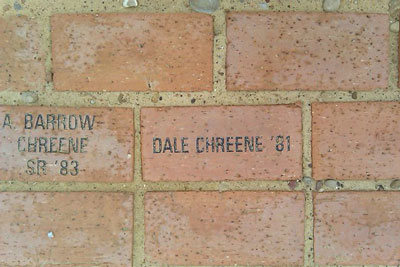 A. BARROW-
CHREENE
SR '83
DALE CHREENE '81